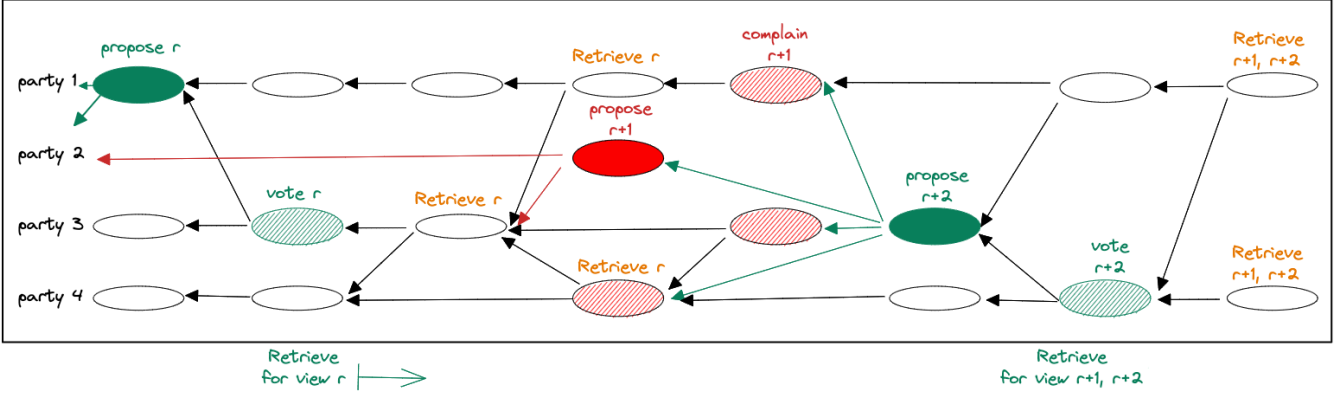 propose r
party 1
Retrieve r
complain
r+1
Retrieve
r+1, r+2
propose
r+1
party 2
vote r
Retrieve r
propose
r+2
party 3
Retrieve r
vote
r+2
Retrieve
r+1, r+2
party 4
Retrieve
for view r
Retrieve
for view r+1, r+2